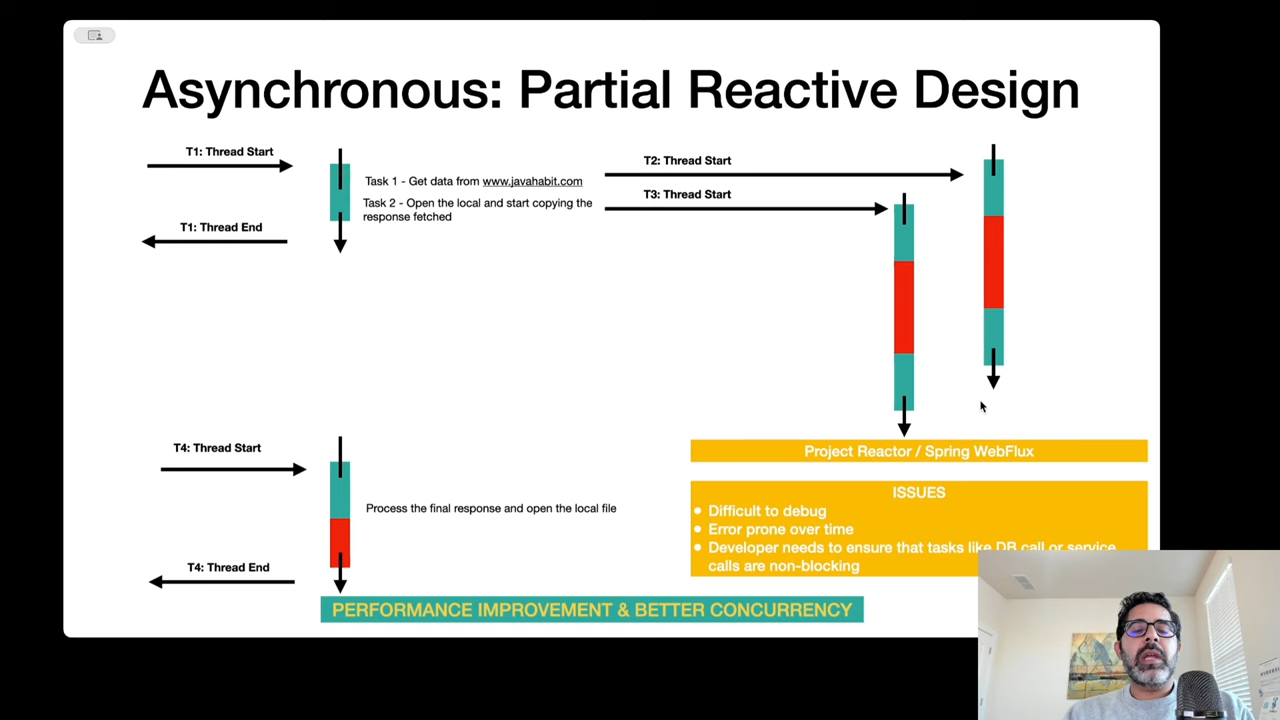 Asynchronous: Partial Reactive Design
T1: Thread Start
T2: Thread Start
Task 1 - Get data from www.javahabit.com
T3: Thread Start
Task 2 - Open the local and start copying the
response fetched
T1: Thread End
T4: Thread Start
Project Reactor / Spring WebFlux
ISSUES
• Difficult to debug
• Error prone over time
• Developer needs to ensure that tasks like DB call or service
calls are non-blocking
Process the final response and open the local file
T4: Thread End
PERFORMANCE IMPROVEMENT & BETTER CONCURRENCY